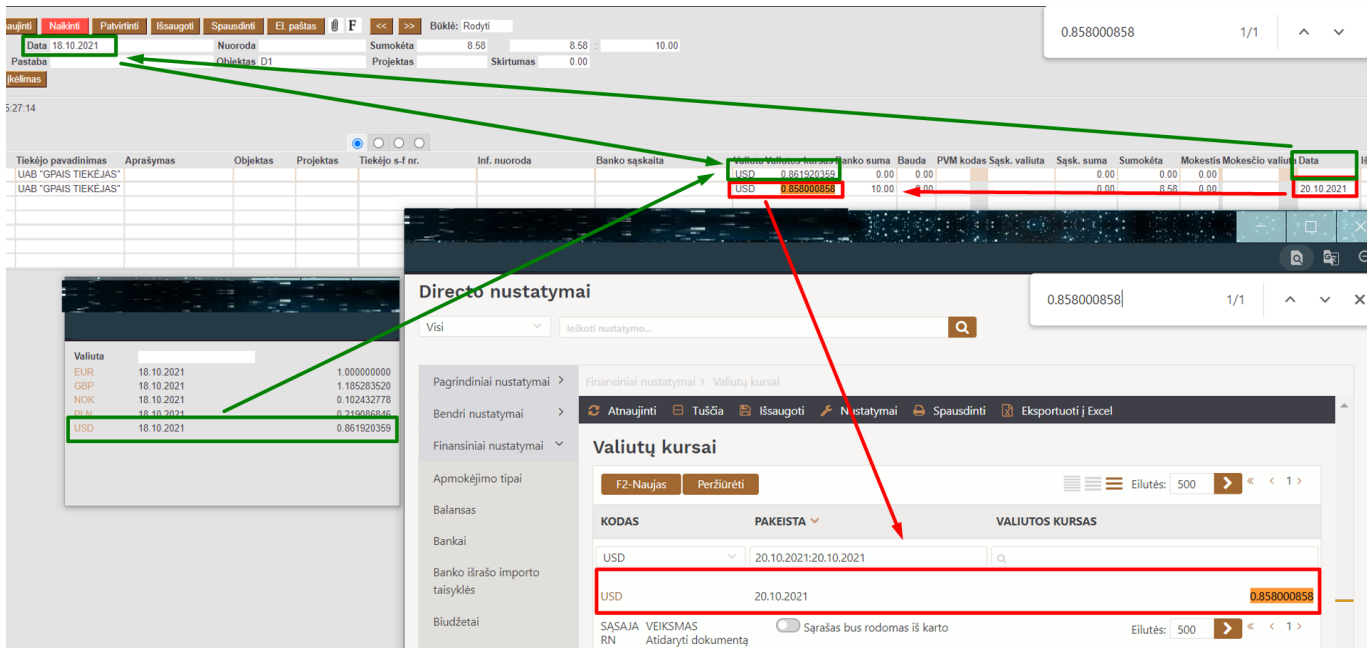 aujinti Naikinti Patvirtinti Išsaugoti Spausdinti El. paštas F << >> Būklė: Rodyti
0.858000858 1/1
Data 18.10.2021 Nuoroda Sumokėta 8.58 8.58 : 10.00
Pastaba Objektas D1 Projektas Skirtumas 0.00
įkėlimas
5:27:14
Tiekėjo pavadinimas Aprašymas Objektas Projektas Tiekėjo s-f nr. Inf. nuoroda Banko sąskaita Valiuta Valiutos kursas Banko suma Bauda PVM kodas Sąsk. valiuta Sąsk. suma Sumokėta Mokestis Mokesčio valiuta Data
UAB "GPAIS TIEKĖJAS" USD 0.861920359 0.00 0.00 0.00 0.00 0.00
UAB "GPAIS TIEKĖJAS" USD 0.858000858 10.00 0.00 0.00 8.58 0.00 20.10.2021
Valiuta
EUR 18.10.2021 1.000000000
GBP 18.10.2021 1.185283520
NOK 18.10.2021 0.102432778
PLN 18.10.2021 0.219086846
USD 18.10.2021 0.861920359
Directo nustatymai
0.858000858 1/1
Visi Ieškoti nustatymo...
Pagrindiniai nustatymai
Bendri nustatymai
Finansiniai nustatymai
Apmokėjimo tipai
Balansas
Bankai
Banko išrašo importo
taisyklės
Biudžetai
Finansiniai nustatymai > Valiutų kursai
Atnaujinti Tuščia Išsaugoti Nustatymai Spausdinti Eksportuoti į Excel
Valiutų kursai
F2-Naujas Peržiūrėti Eilutės: 500 « < 1 >
KODAS PAKEISTA VALIUTOS KURSAS
USD 20.10.2021:20.10.2021
USD 20.10.2021 0.858000858
SĄSAJA VEIKSMAS Sąrašas bus rodomas iš karto Eilutės: 500 « < 1 >
RN Atidaryti dokumentą